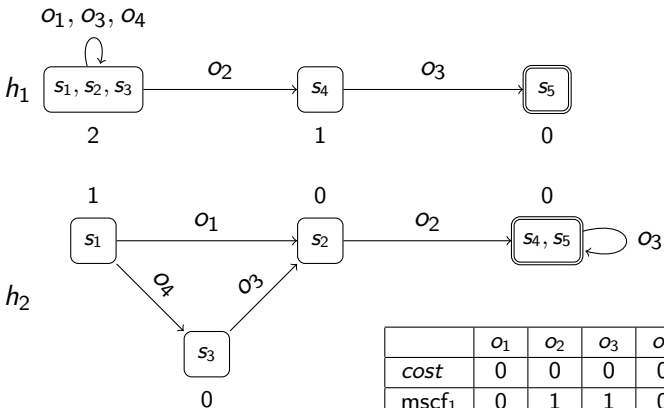 o₁, o₃, o₄
h₁ s₁, s₂, s₃ o₂ s₄ o₃ s₅
2 1 0
1 0 0
s₁ o₁ s₂ o₂ s₄, s₅ o₃
h₂ o₄ o₃
s₃
0
o₁ o₂ o₃
cost 0 0 0
mscf₁ 0 1 1